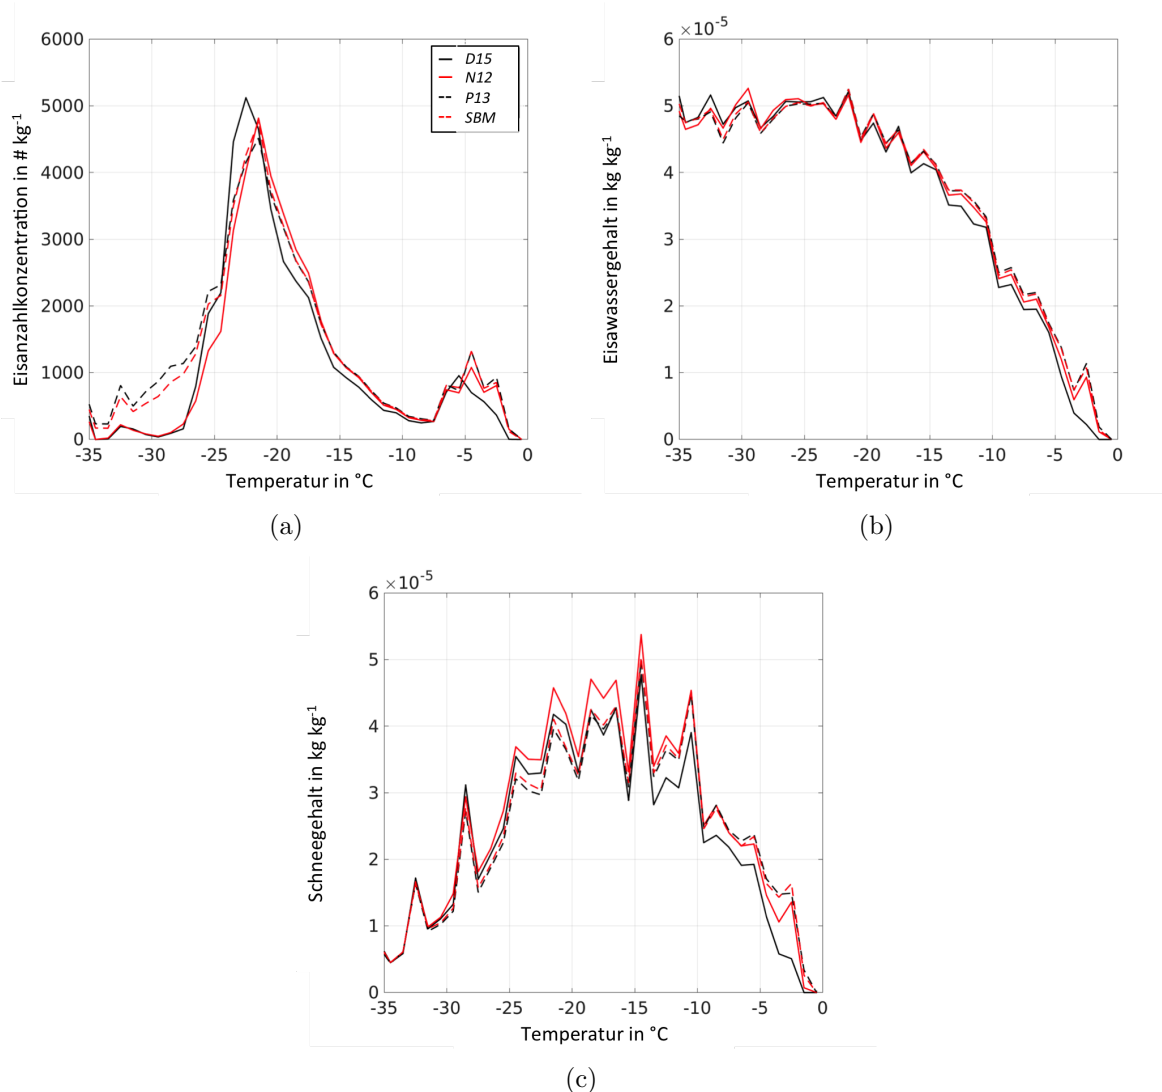 6000
5000
4000
3000
2000
1000
0
-35 -30 -25 -20 -15 -10 -5 0
Eisanzahlkonzentration in # kg-1
Temperatur in °C
D15
N12
P13
SBM
(a)
×10-5
6
5
4
3
2
1
0
-35 -30 -25 -20 -15 -10 -5 0
Eisawassergehalt in kg kg-1
Temperatur in °C
(b)
×10-5
6
5
4
3
2
1
0
-35 -30 -25 -20 -15 -10 -5 0
Schneegehalt in kg kg-1
Temperatur in °C
(c)